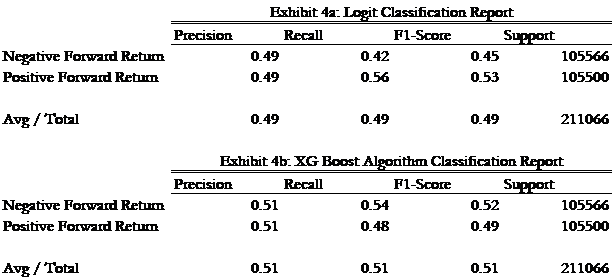 Exhibit 4a: Logit Classification Report
Precision Recall F1-Score Support
Negative Forward Return 0.49 0.42 0.45 105566
Positive Forward Return 0.49 0.56 0.53 105500
Avg / Total 0.49 0.49 0.49 211066
Exhibit 4b: XG Boost Algorithm Classification Report
Precision Recall F1-Score Support
Negative Forward Return 0.51 0.54 0.52 105566
Positive Forward Return 0.51 0.48 0.49 105500
Avg / Total 0.51 0.51 0.51 211066